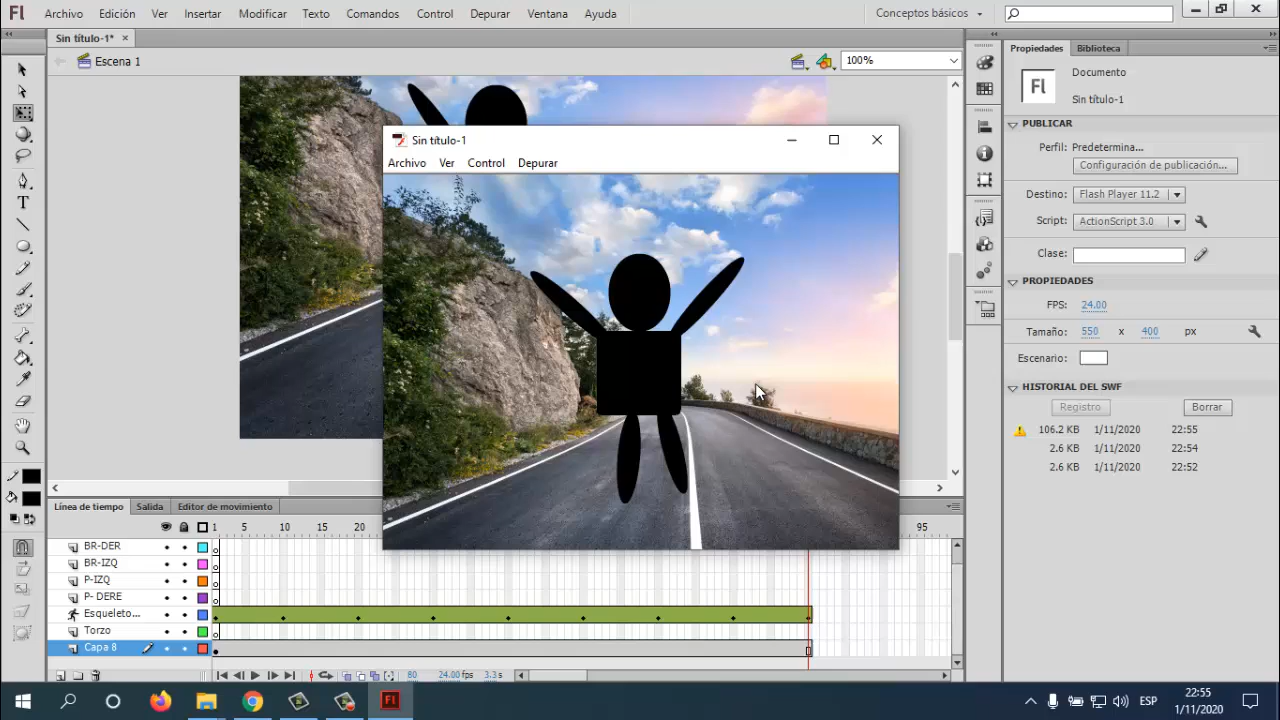 Fl Archivo Edición Ver Insertar Modificar Texto Comandos Control Depurar Ventana Ayuda Conceptos básicos
Sin título-1*
Escena 1
100%
Sin título-1
Archivo Ver Control Depurar
Propiedades Biblioteca
Fl
Documento
Sin título-1
PUBLICAR
Perfil: Predetermina...
Configuración de publicación...
Destino: Flash Player 11.2
Script: ActionScript 3.0
Clase:
PROPIEDADES
FPS: 24.00
Tamaño: 550 x 400 px
Escenario:
HISTORIAL DEL SWF
Registro Borrar
106.2 KB 1/11/2020 22:55
2.6 KB 1/11/2020 22:54
2.6 KB 1/11/2020 22:52
Línea de tiempo Salida Editor de movimiento
1 5 10 15 20 95
BR-DER
BR-IZQ
P-IZQ
P- DERE
Esqueleto...
Torzo
Capa 8
80 24.00 fps 3.3 s
Fl
ESP
22:55
1/11/2020